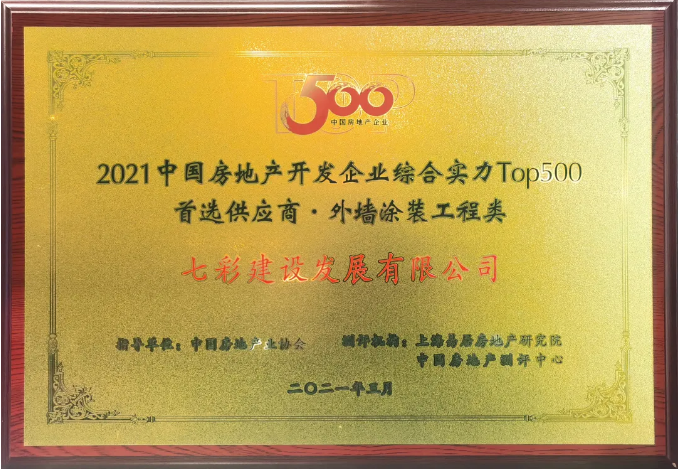 TOP
500
中国房地产企业
2021中国房地产开发企业综合实力Top500
首选供应商·外墙涂装工程类
七彩建设发展有限公司
指导单位：中国房地产业协会
测评机构：上海易居房地产研究院
中国房地产测评中心
二〇二一年三月